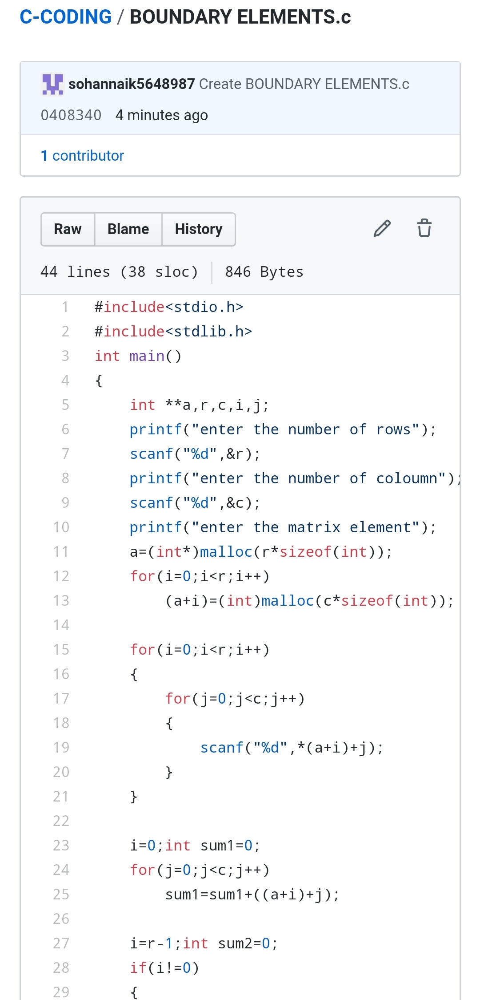 C-CODING / BOUNDARY ELEMENTS.c
sohannaik5648987 Create BOUNDARY ELEMENTS.c
0408340 4 minutes ago
1 contributor
Raw Blame History
44 lines (38 sloc) 846 Bytes
1 #include<stdio.h>
2 #include<stdlib.h>
3 int main()
4 {
5     int **a,r,c,i,j;
6     printf("enter the number of rows");
7     scanf("%d",&r);
8     printf("enter the number of coloumn");
9     scanf("%d",&c);
10     printf("enter the matrix element");
11     a=(int*)malloc(r*sizeof(int));
12     for(i=0;i<r;i++)
13         (a+i)=(int)malloc(c*sizeof(int));
14
15     for(i=0;i<r;i++)
16     {
17         for(j=0;j<c;j++)
18         {
19             scanf("%d",*(a+i)+j);
20         }
21     }
22
23     i=0;int sum1=0;
24     for(j=0;j<c;j++)
25         sum1=sum1+((a+i)+j);
26
27     i=r-1;int sum2=0;
28     if(i!=0)
29     {